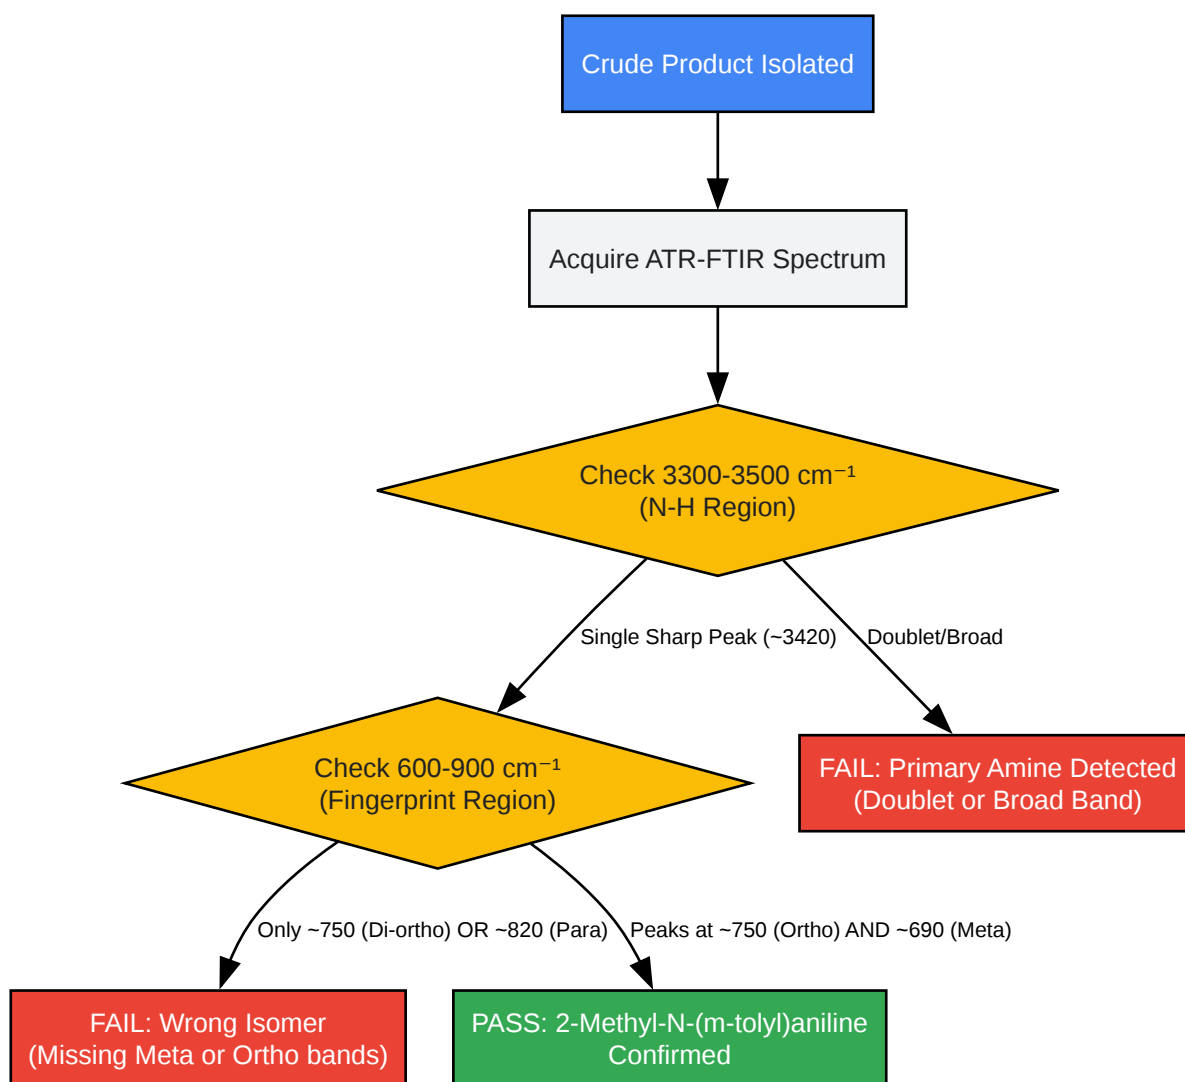 Crude Product Isolated
Acquire ATR-FTIR Spectrum
Check 3300-3500 cm⁻¹
(N-H Region)
Single Sharp Peak (~3420)
Doublet/Broad
Check 600-900 cm⁻¹
(Fingerprint Region)
FAIL: Primary Amine Detected
(Doublet or Broad Band)
Only ~750 (Di-ortho) OR ~820 (Para)
Peaks at ~750 (Ortho) AND ~690 (Meta)
FAIL: Wrong Isomer
(Missing Meta or Ortho bands)
PASS: 2-Methyl-N-(m-tolyl)aniline
Confirmed